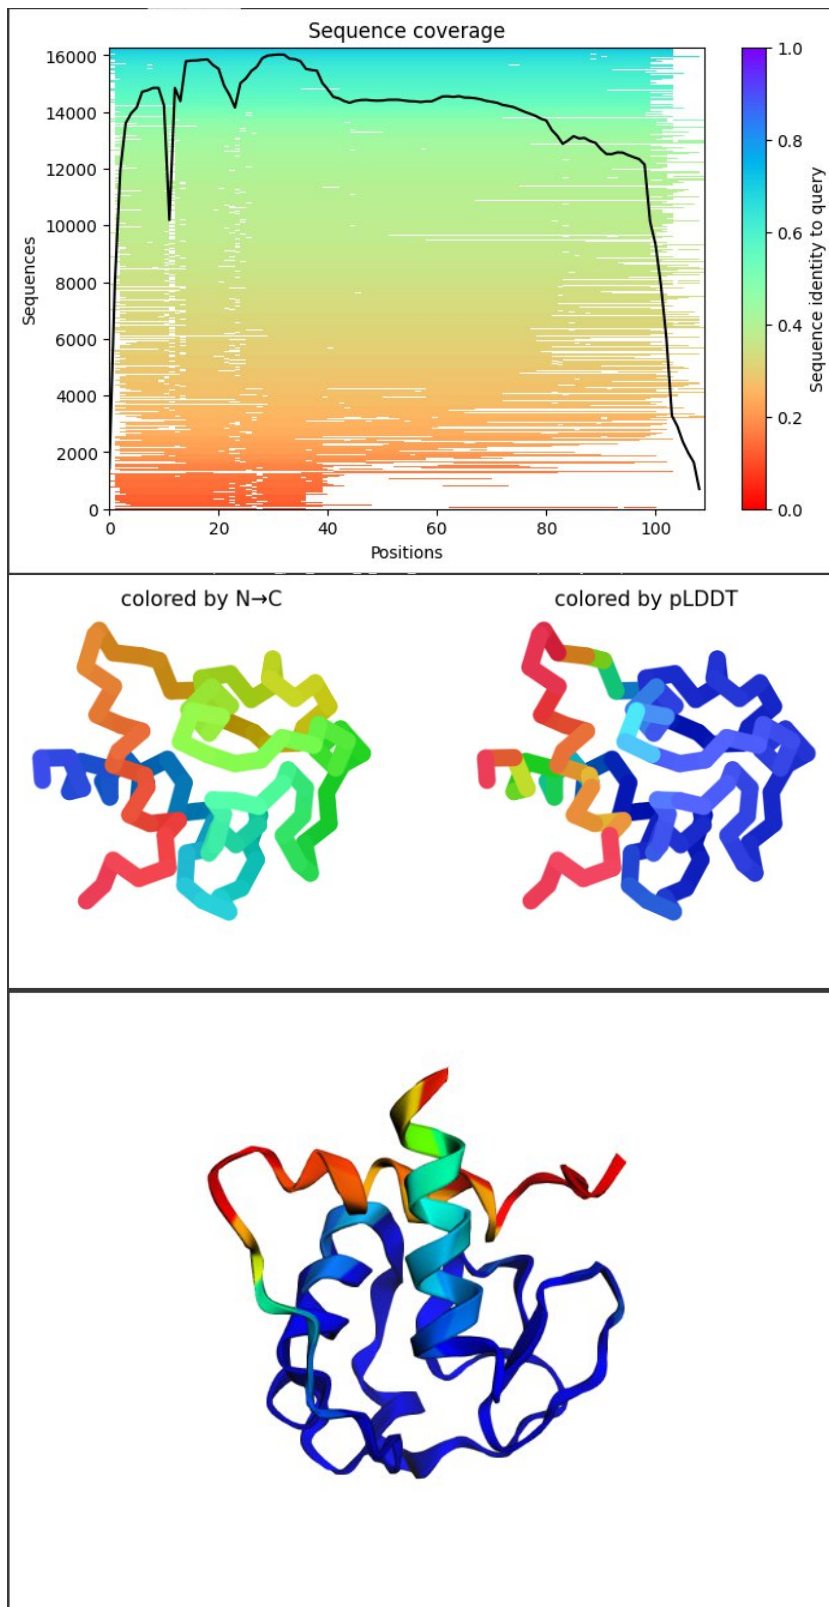 Sequence coverage
16000
14000
12000
10000
8000
6000
4000
2000
0
Sequences
0 20 40 60 80 100
Positions
1.0
0.8
0.6
0.4
0.2
0.0
Sequence identity to query
colored by N→C
colored by pLDDT